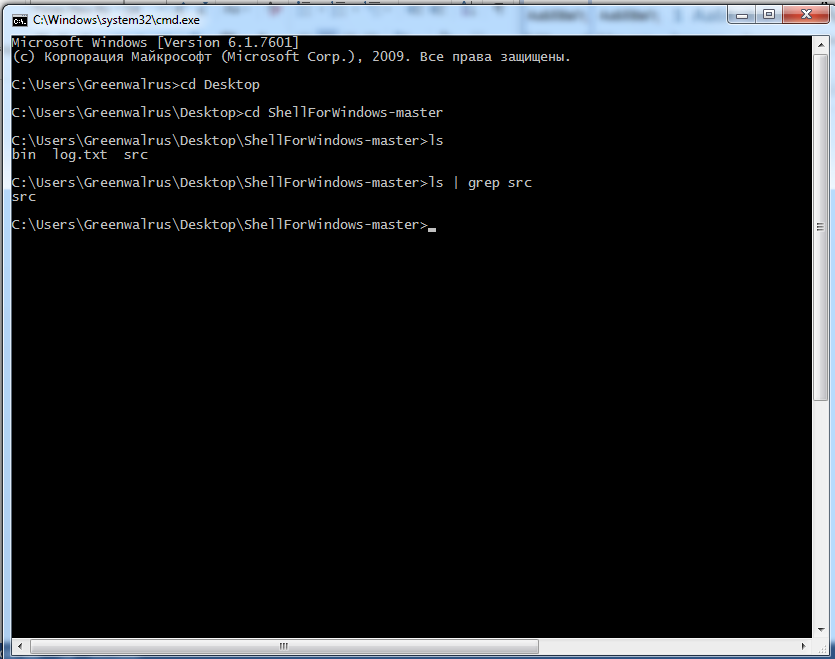 C:\Windows\system32\cmd.exe
Microsoft Windows [Version 6.1.7601]
(c) Корпорация Майкрософт (Microsoft Corp.), 2009. Все права защищены.
C:\Users\Greenwalrus>cd Desktop
C:\Users\Greenwalrus\Desktop>cd ShellForWindows-master
C:\Users\Greenwalrus\Desktop\ShellForWindows-master>ls
bin  log.txt  src
C:\Users\Greenwalrus\Desktop\ShellForWindows-master>ls | grep src
src
C:\Users\Greenwalrus\Desktop\ShellForWindows-master>